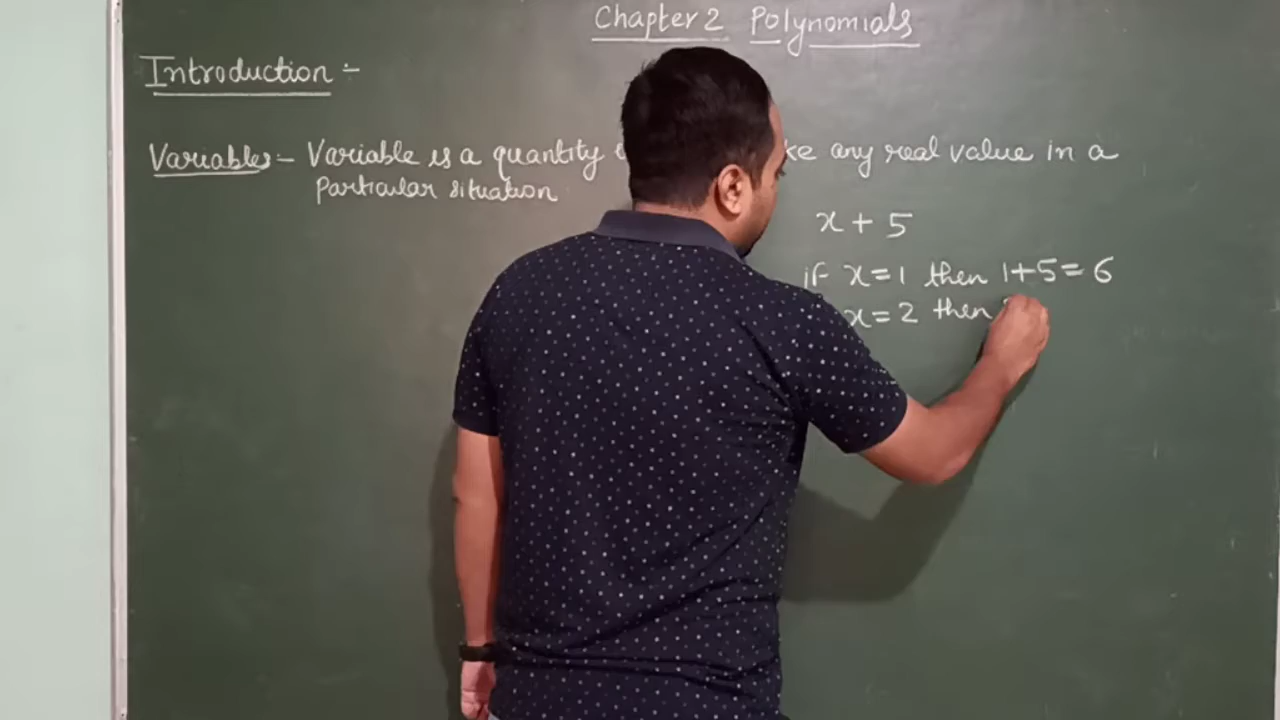 Chapter 2 Polynomials
Introduction :-
Variables :- Variable is a quantity any real value in a
particular situation.
x + 5
if x = 1 then 1+5 = 6
x = 2 then